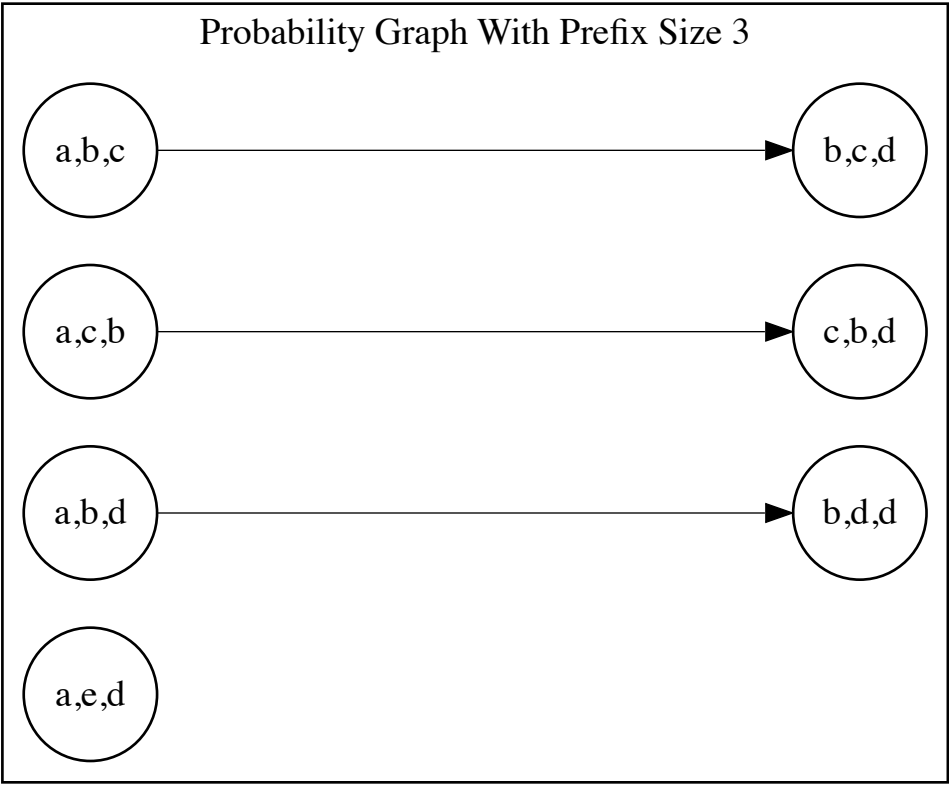 Probability Graph With Prefix Size 3
a,b,c
b,c,d
a,c,b
c,b,d
a,b,d
b,d,d
a,e,d